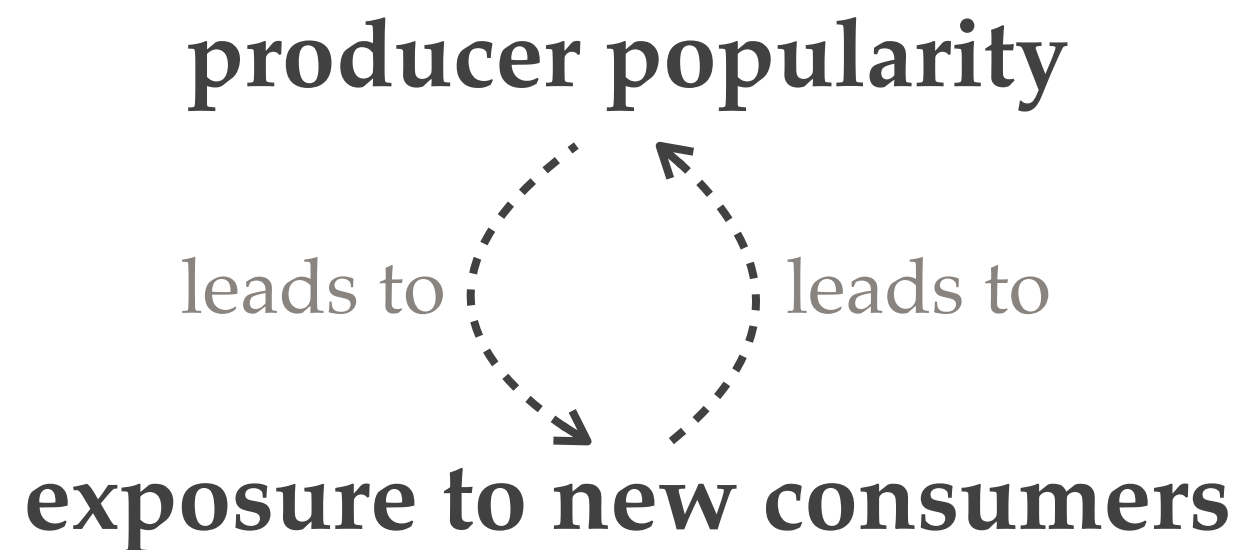 producer popularity
leads to
leads to
exposure to new consumers